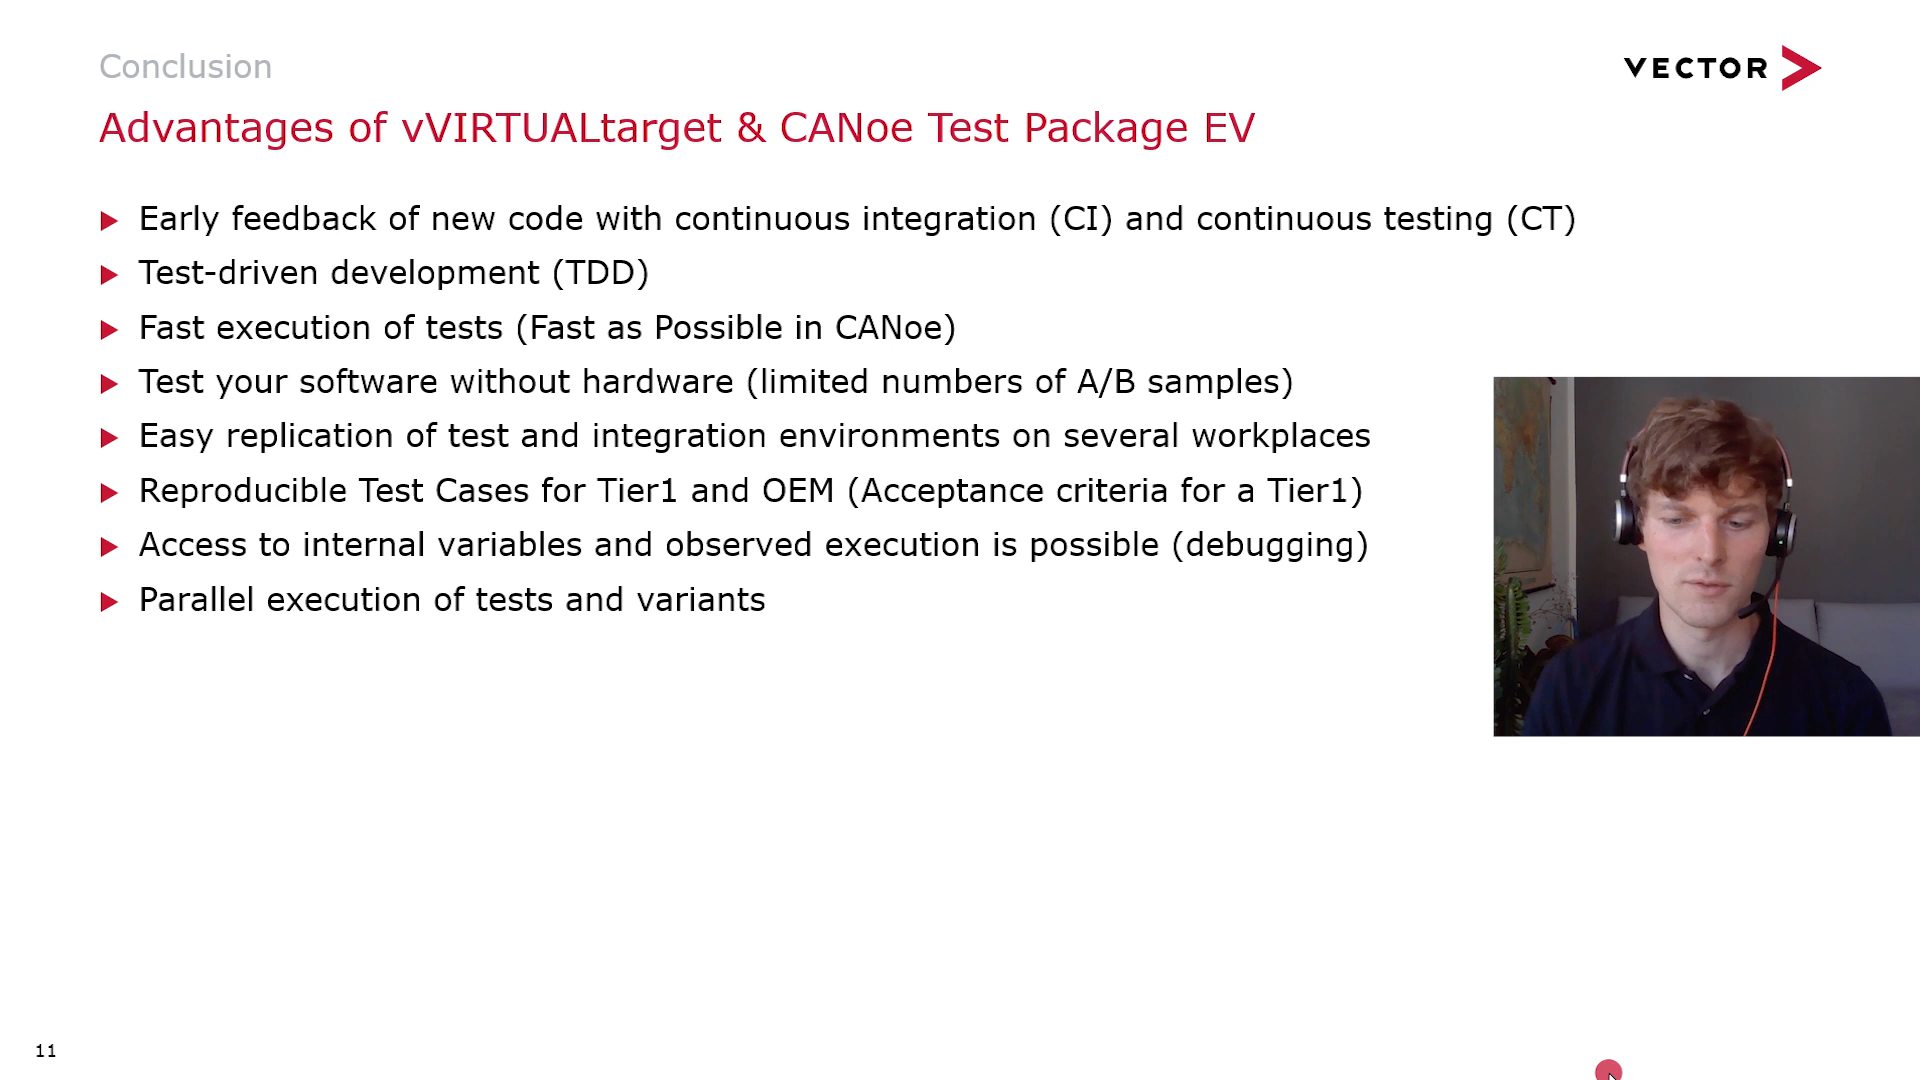 Conclusion
VECTOR
Advantages of vVIRTUALtarget & CANoe Test Package EV
Early feedback of new code with continuous integration (CI) and continuous testing (CT)
Test-driven development (TDD)
Fast execution of tests (Fast as Possible in CANoe)
Test your software without hardware (limited numbers of A/B samples)
Easy replication of test and integration environments on several workplaces
Reproducible Test Cases for Tier1 and OEM (Acceptance criteria for a Tier1)
Access to internal variables and observed execution is possible (debugging)
Parallel execution of tests and variants
11